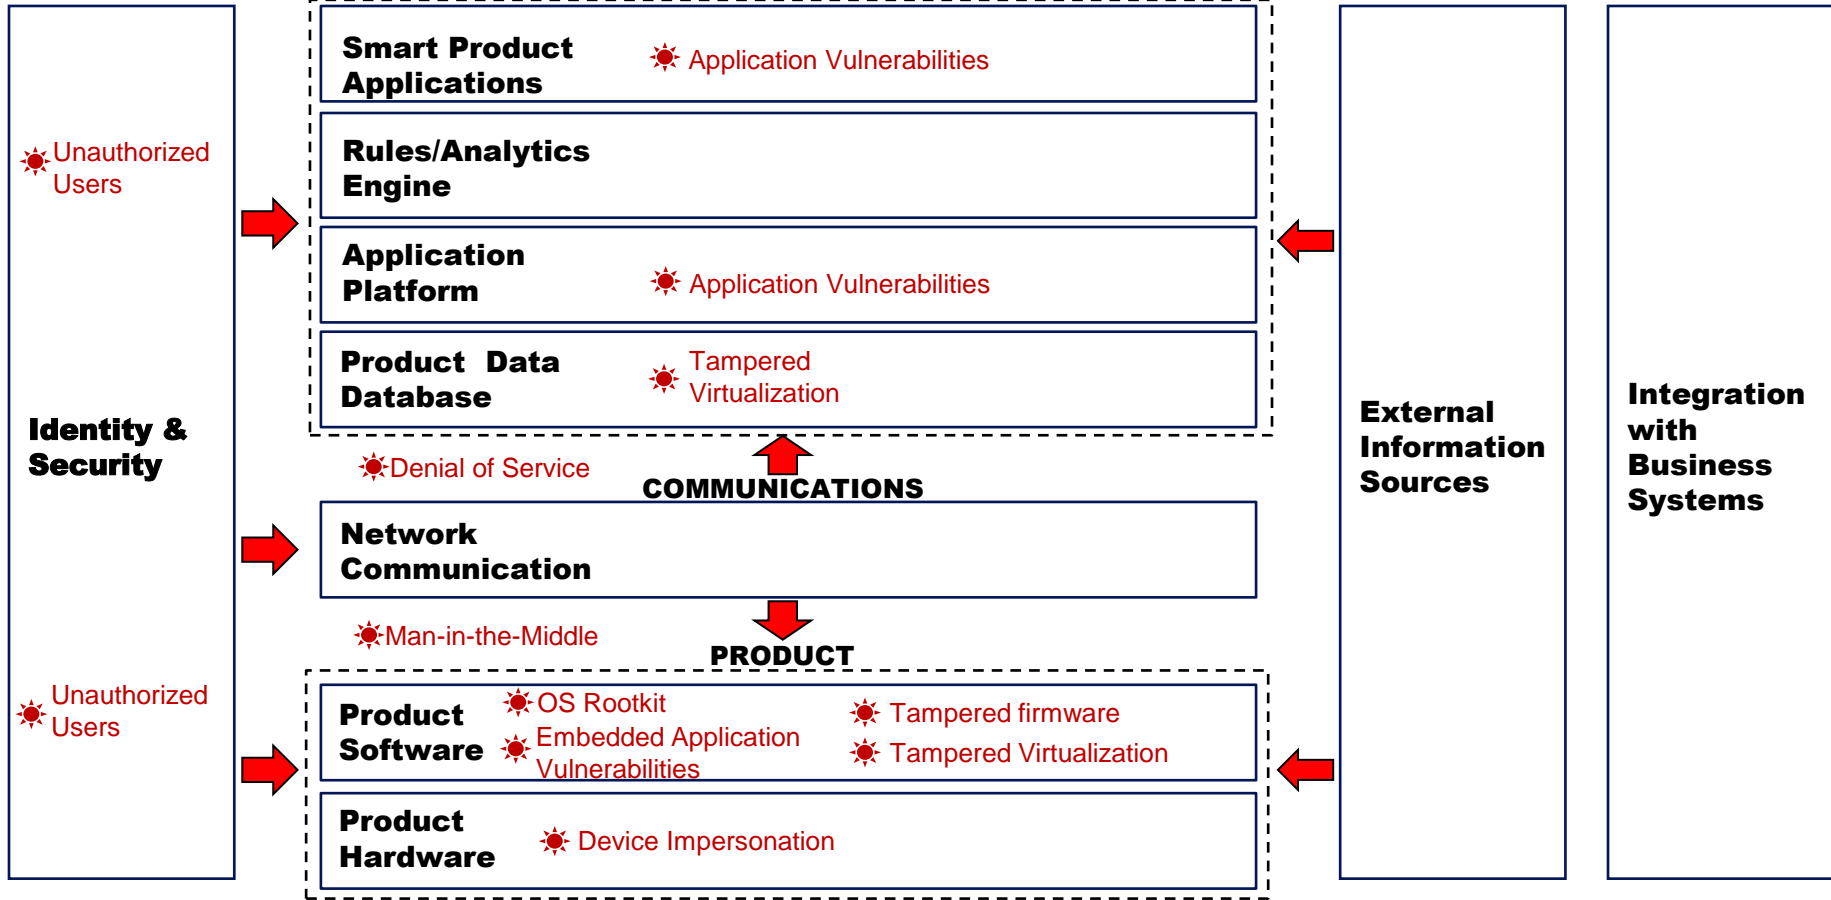 Smart Product
Applications
Application Vulnerabilities
Unauthorized
Users
Rules/Analytics
Engine
Application
Platform
Application Vulnerabilities
Product Data
Database
Tampered
Virtualization
Identity &
Security
External
Information
Sources
Integration
with
Business
Systems
Denial of Service
COMMUNICATIONS
Network
Communication
Man-in-the-Middle
PRODUCT
Unauthorized
Users
Product
Software
OS Rootkit
Embedded Application
Vulnerabilities
Tampered firmware
Tampered Virtualization
Product
Hardware
Device Impersonation